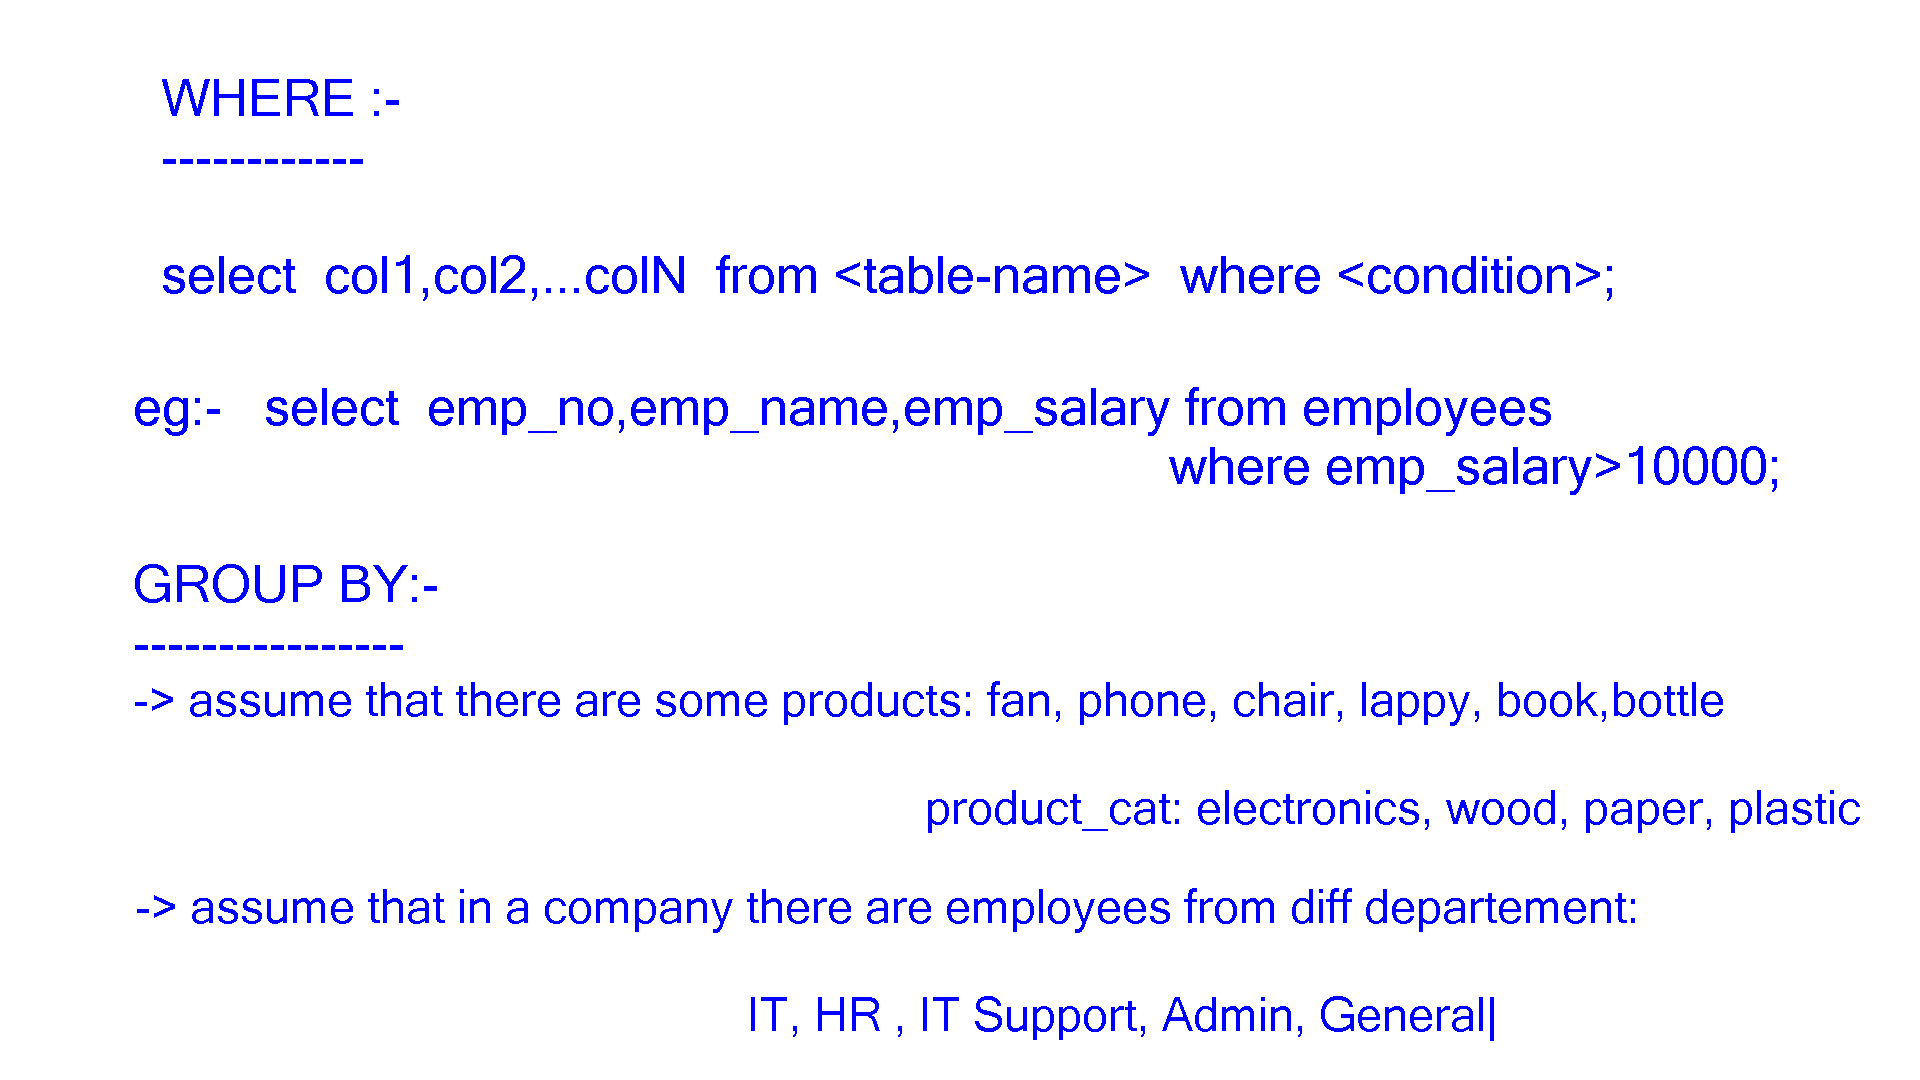 WHERE :-
------------
select  col1,col2,...colN  from <table-name>  where <condition>;
eg:-   select  emp_no,emp_name,emp_salary from employees
where emp_salary>10000;
GROUP BY:-
----------------
-> assume that there are some products: fan, phone, chair, lappy, book,bottle
product_cat: electronics, wood, paper, plastic
-> assume that in a company there are employees from diff departement:
IT, HR , IT Support, Admin, General|